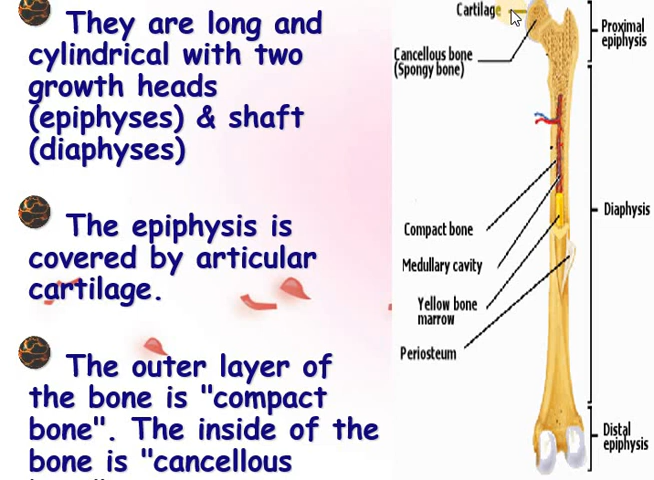 They are long and
cylindrical with two
growth heads
(epiphyses) & shaft
(diaphyses)
The epiphysis is
covered by articular
cartilage.
The outer layer of
the bone is "compact
bone". The inside of the
bone is "cancellous
Cartilage
Cancellous bone
(Spongy bone)
Compact bone
Medullary cavity
Yellow bone
marrow
Periosteum
Proximal
epiphysis
Diaphysis
Distal
epiphysis